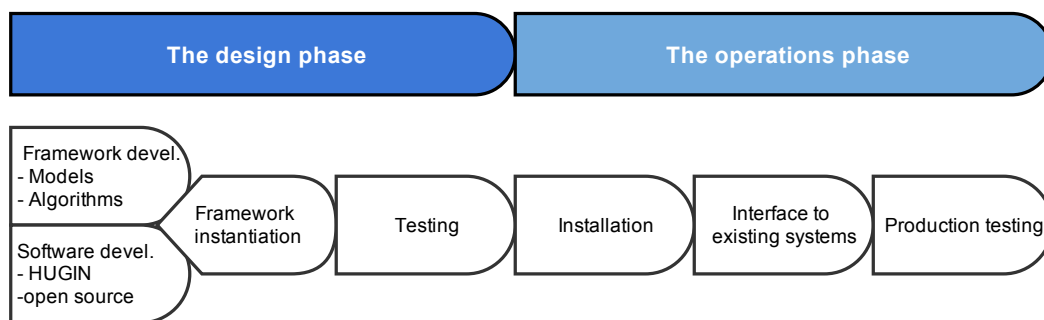 The design phase
The operations phase
Framework devel.
- Models
- Algorithms
Software devel.
- HUGIN
-open source
Framework
instantiation
Testing
Installation
Interface to
existing systems
Production testing